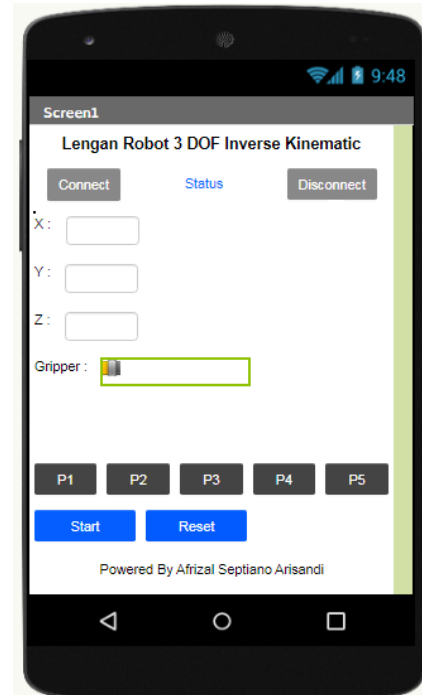 9:48
Screen1
Lengan Robot 3 DOF Inverse Kinematic
Connect Status Disconnect
X :
Y :
Z :
Gripper :
P1 P2 P3 P4 P5
Start Reset
Powered By Afrizal Septiano Arisandi